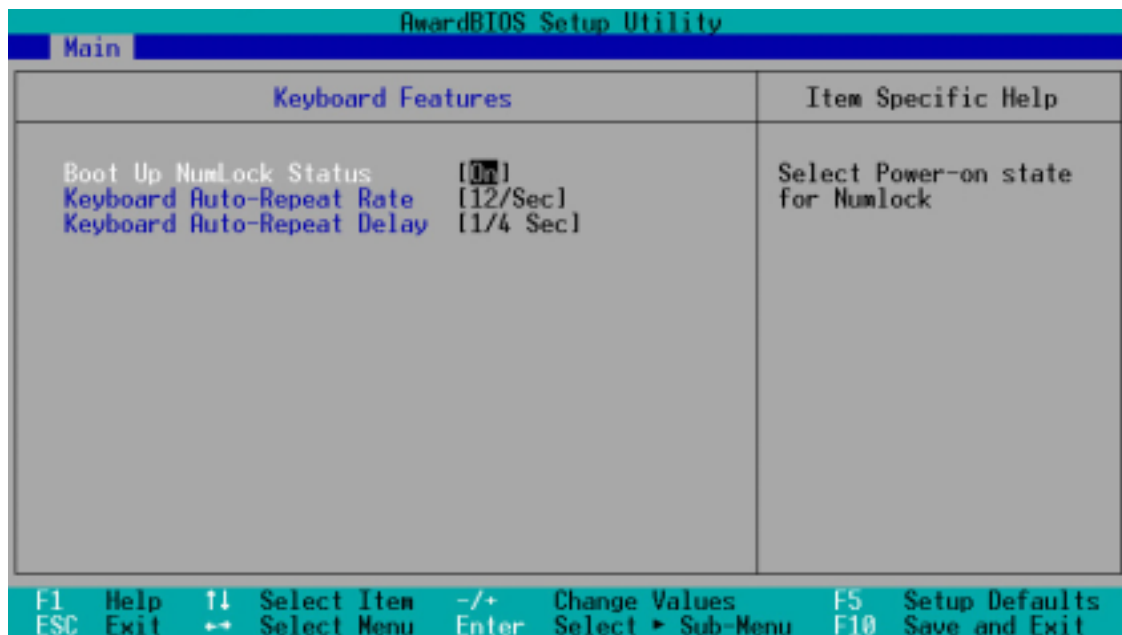 AwardBIOS Setup Utility
Main
Keyboard Features
Item Specific Help
Boot Up NumLock Status [On]
Keyboard Auto-Repeat Rate [12/Sec]
Keyboard Auto-Repeat Delay [1/4 Sec]
Select Power-on state
for Numlock
F1 Help ↑↓ Select Item -/+ Change Values F5 Setup Defaults
ESC Exit ←→ Select Menu Enter Select ► Sub-Menu F10 Save and Exit